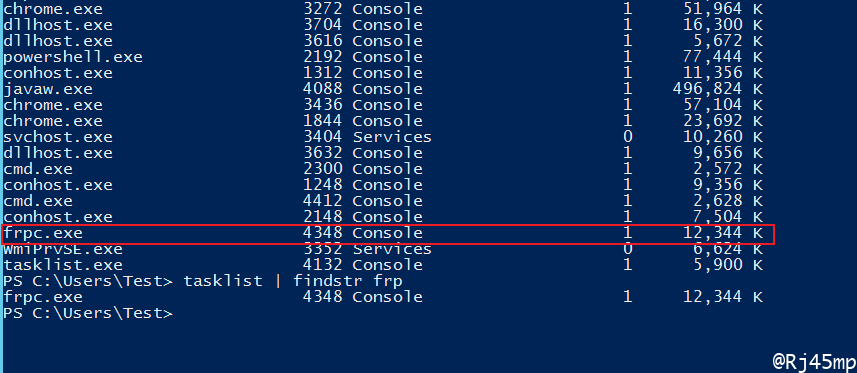 chrome.exe 3272 Console 1 51,964 K
dllhost.exe 3704 Console 1 16,300 K
dllhost.exe 3616 Console 1 5,672 K
powershell.exe 2192 Console 1 77,444 K
conhost.exe 1312 Console 1 11,356 K
javaw.exe 4088 Console 1 496,824 K
chrome.exe 3436 Console 1 57,104 K
chrome.exe 1844 Console 1 23,692 K
svchost.exe 3404 Services 0 10,260 K
dllhost.exe 3632 Console 1 9,656 K
cmd.exe 2300 Console 1 2,572 K
conhost.exe 1248 Console 1 9,356 K
cmd.exe 4412 Console 1 2,628 K
conhost.exe 2148 Console 1 7,504 K
frpc.exe 4348 Console 1 12,344 K
WmiPrvSE.exe 3352 Services 0 6,624 K
tasklist.exe 4132 Console 1 5,900 K
PS C:\Users\Test> tasklist | findstr frp
frpc.exe 4348 Console 1 12,344 K
PS C:\Users\Test>
@Rj45mp